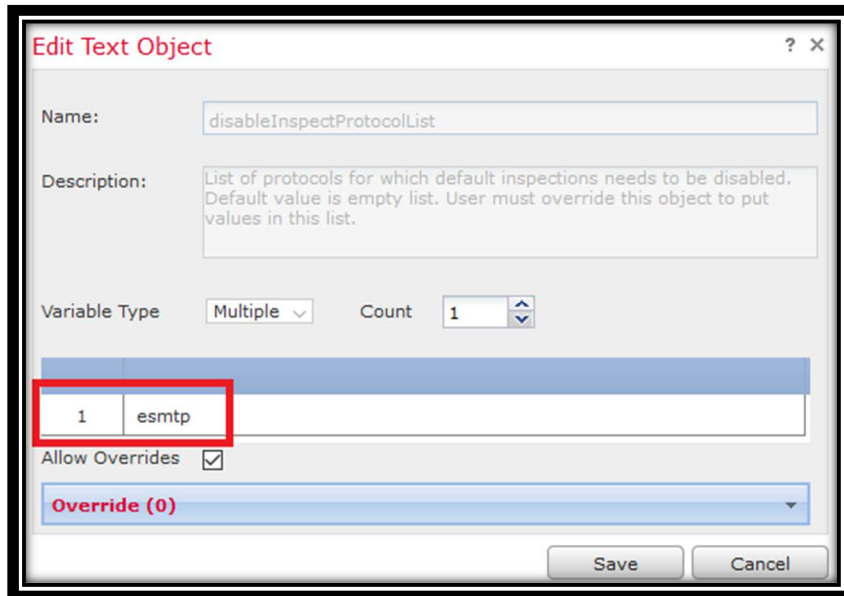 Edit Text Object ? ×
Name: disableInspectProtocolList
Description: List of protocols for which default inspections needs to be disabled.
Default value is empty list. User must override this object to put
values in this list.
Variable Type Multiple Count 1
1 esmtp
Allow Overrides
Override (0)
Save Cancel